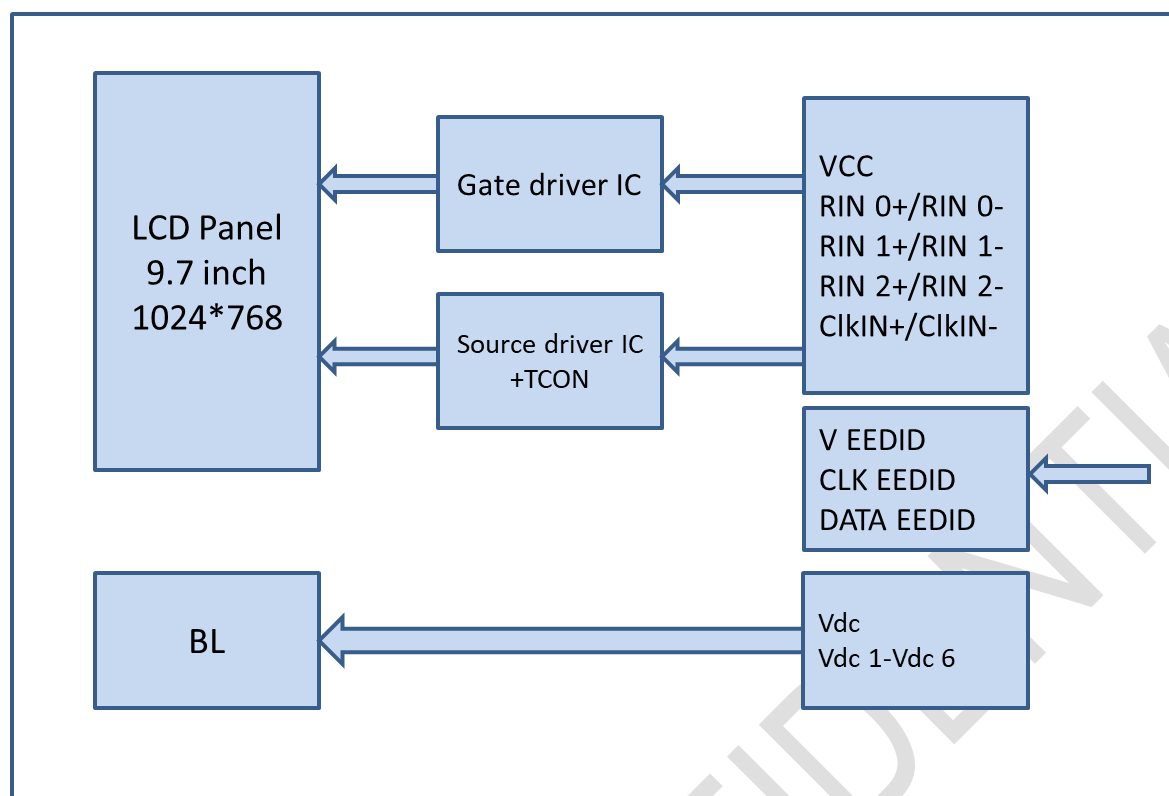 LCD Panel
9.7 inch
1024*768
Gate driver IC
Source driver IC
+TCON
VCC
RIN 0+/RIN 0-
RIN 1+/RIN 1-
RIN 2+/RIN 2-
ClkIN+/ClkIN-
V EEDID
CLK EEDID
DATA EEDID
BL
Vdc
Vdc 1-Vdc 6